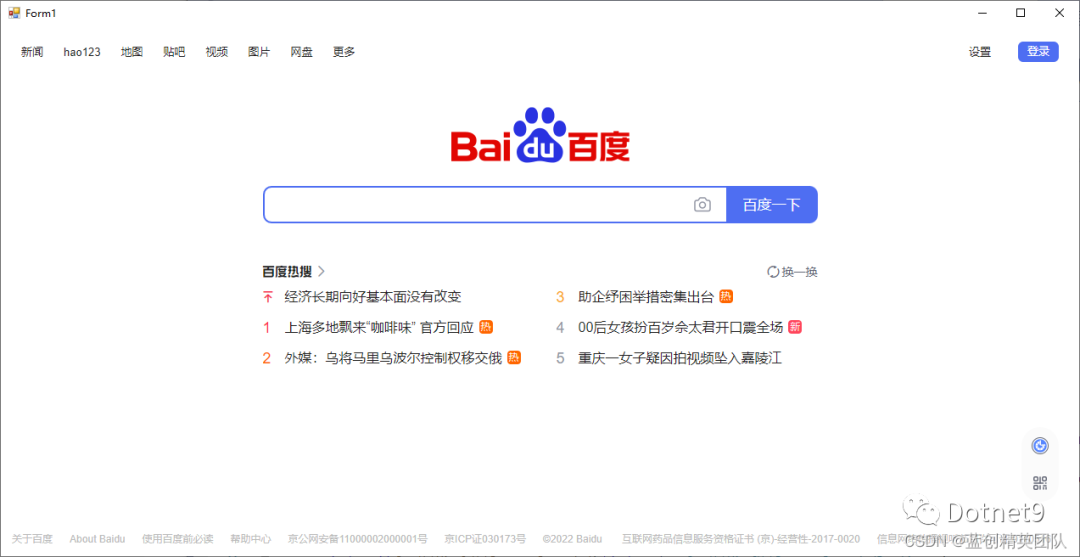 Form1
新闻 hao123 地图 贴吧 视频 图片 网盘 更多 设置 登录
Bai du 百度
百度一下
百度热搜 换一换
经济长期向好基本面没有改变 3 助企纾困举措密集出台 热
1 上海多地飘来“咖啡味” 官方回应 热 4 00后女孩扮百岁佘太君开口震全场 新
2 外媒：乌将马里乌波尔控制权移交俄 热 5 重庆一女子疑因拍视频坠入嘉陵江
Dotnet9
关于百度 About Baidu 使用百度前必读 帮助中心 京公网安备11000002000001号 京ICP证030173号 ©2022 Baidu 互联网药品信息服务资格证书 (京)-经营性-2017-0020 信息网
CSDN @蓝创精英团队